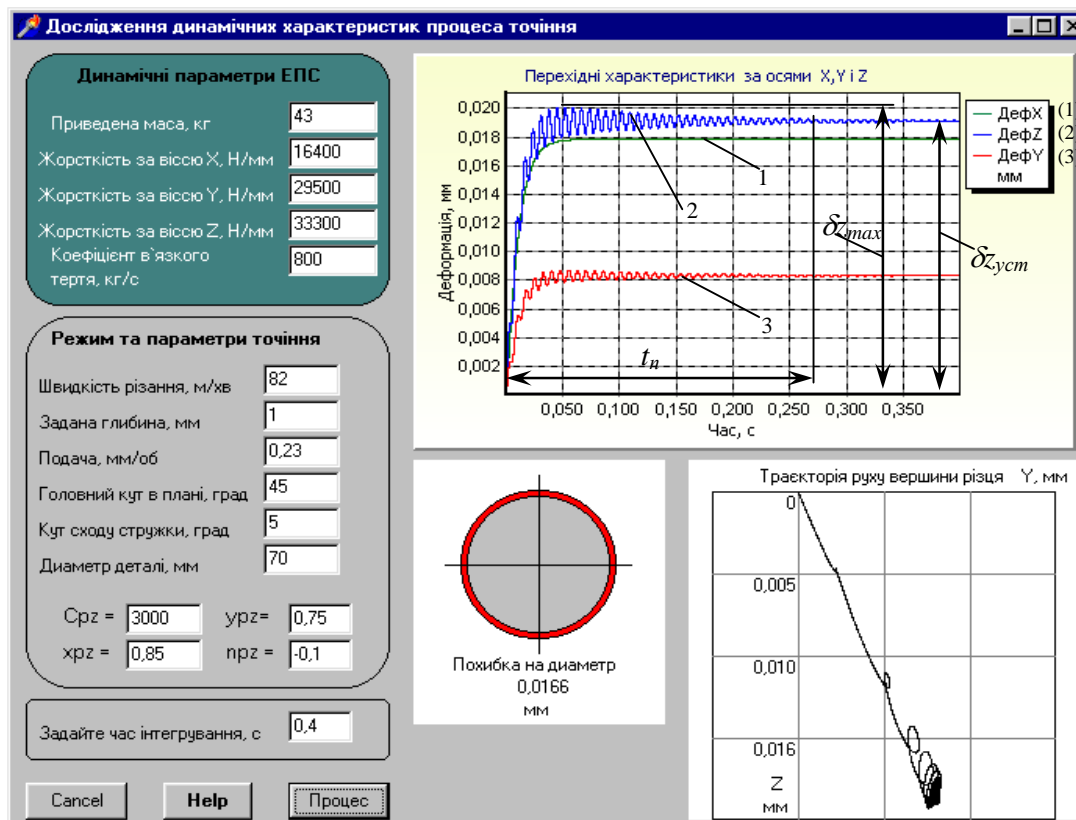 Дослідження динамічних характеристик процеса точіння
Динамічні параметри ЕПС
Приведена маса, кг 43
Жорсткість за віссю X, Н/мм 16400
Жорсткість за віссю Y, Н/мм 29500
Жорсткість за віссю Z, Н/мм 33300
Коефіцієнт в`язкого
тертя, кг/с 800
Режим та параметри точіння
Швидкість різання, м/хв 82
Задана глибина, мм 1
Подача, мм/об 0,23
Головний кут в плані, град 45
Кут сходу стружки, град 5
Диаметр деталі, мм 70
Cpz = 3000 ypz= 0,75
xpz = 0,85 npz = -0,1
Задайте час інтегрування, с 0,4
Cancel Help Процес
Перехідні характеристики за осями X,Y і Z
Деформація, мм
0,020
0,018
0,016
0,014
0,012
0,010
0,008
0,006
0,004
0,002
0,050 0,100 0,150 0,200 0,250 0,300 0,350
Час, с
1
2
3
tп
δzmax
δzуст
ДефX (1
ДефZ (2
ДефY (3
мм
Похибка на диаметр
0,0166
мм
Траєкторія руху вершини різця Y, мм
0
0,005
0,010
0,016
Z
мм